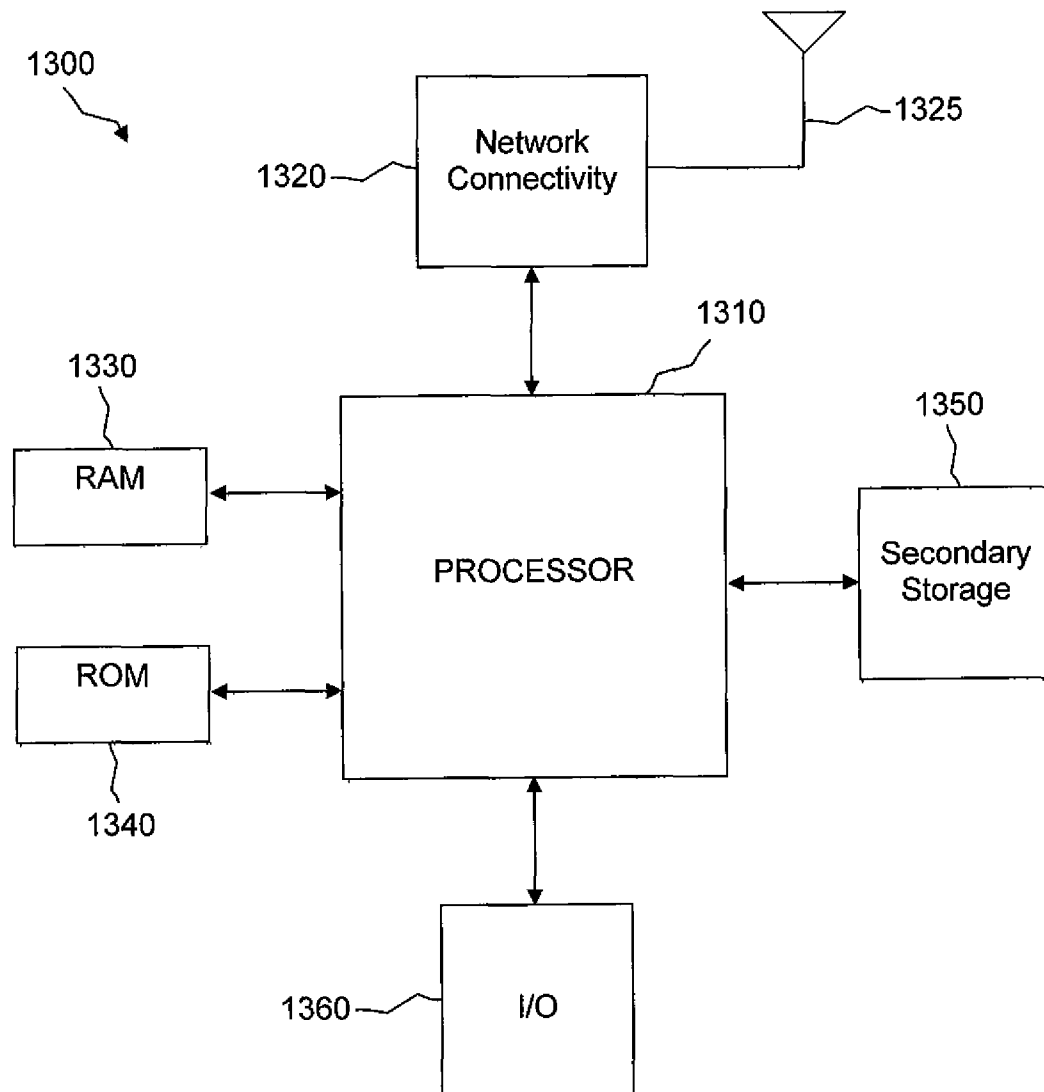 1300
Network
Connectivity
1320
1325
1310
1330
RAM
1350
PROCESSOR
Secondary
Storage
ROM
1340
1360
I/O